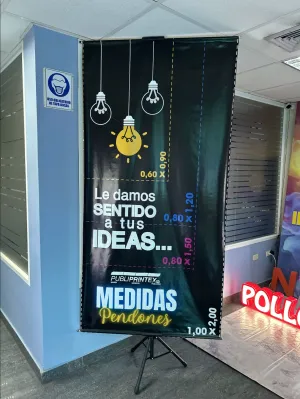 0,60 X 0,90
Le damos
SENTIDO
a tus
IDEAS...
0,80 X 1,20
0,80 X 1,50
PUBLIPRINTEX
MEDIDAS
Pendones
1,00 X 2,00
POLLO